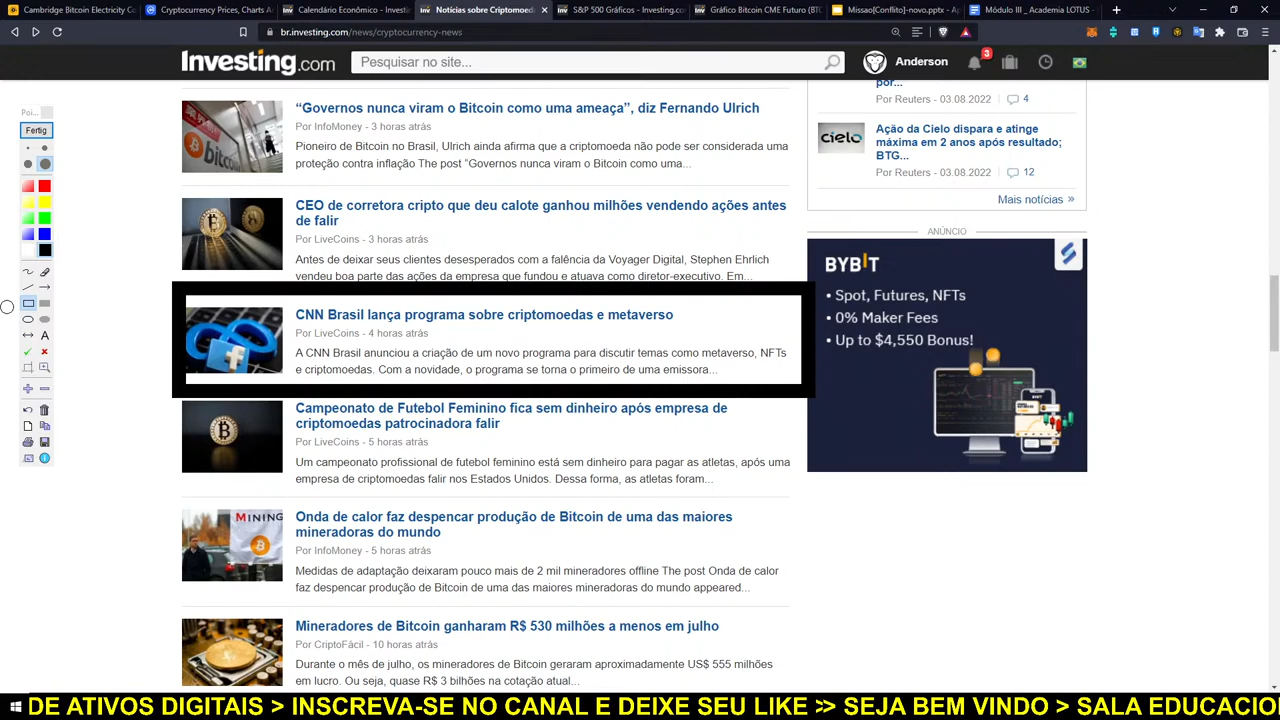 Cambridge Bitcoin Electricity Co
Cryptocurrency Prices, Charts A
Calendário Econômico - Investi
Notícias sobre Criptomoed
S&P 500 Gráficos - Investing.co
Gráfico Bitcoin CME Future (BTC
Missao[Conflito]-novo.pptx - Ap
Módulo III _ Academia LOTUS -
br.investing.com/news/cryptocurrency-news
Investing.com
Pesquisar no site...
Anderson
3
Poi...
Fertig
A
“Governos nunca viram o Bitcoin como uma ameaça”, diz Fernando Ulrich
Por InfoMoney - 3 horas atrás
Pioneiro de Bitcoin no Brasil, Ulrich ainda afirma que a criptomoeda não pode ser considerada uma
proteção contra inflação The post “Governos nunca viram o Bitcoin como uma...
CEO de corretora cripto que deu calote ganhou milhões vendendo ações antes
de falir
Por LiveCoins - 3 horas atrás
Antes de deixar seus clientes desesperados com a falência da Voyager Digital, Stephen Ehrlich
vendeu boa parte das ações da empresa que fundou e atuava como diretor-executivo. Em...
CNN Brasil lança programa sobre criptomoedas e metaverso
Por LiveCoins - 4 horas atrás
A CNN Brasil anunciou a criação de um novo programa para discutir temas como metaverso, NFTs
e criptomoedas. Com a novidade, o programa se torna o primeiro de uma emissora...
Campeonato de Futebol Feminino fica sem dinheiro após empresa de
criptomoedas patrocinadora falir
Por LiveCoins - 5 horas atrás
Um campeonato profissional de futebol feminino está sem dinheiro para pagar as atletas, após uma
empresa de criptomoedas falir nos Estados Unidos. Dessa forma, as atletas foram...
MINING
Onda de calor faz despencar produção de Bitcoin de uma das maiores
mineradoras do mundo
Por InfoMoney - 5 horas atrás
Medidas de adaptação deixaram pouco mais de 2 mil mineradores offline The post Onda de calor
faz despencar produção de Bitcoin de uma das maiores mineradoras do mundo appeared...
Mineradores de Bitcoin ganharam R$ 530 milhões a menos em julho
Por CriptoFácil - 10 horas atrás
Durante o mês de julho, os mineradores de Bitcoin geraram aproximadamente US$ 555 milhões
em lucro. Ou seja, quase R$ 3 bilhões na cotação atual...
por...
Por Reuters - 03.08.2022
4
cielo
Ação da Cielo dispara e atinge
máxima em 2 anos após resultado;
BTG...
Por Reuters - 03.08.2022
12
Mais notícias »
ANÚNCIO
BYBIT
• Spot, Futures, NFTs
• 0% Maker Fees
• Up to $4,550 Bonus!
DE ATIVOS DIGITAIS > INSCREVA-SE NO CANAL E DEIXE SEU LIKE >> SEJA BEM VINDO > SALA EDUCACIO